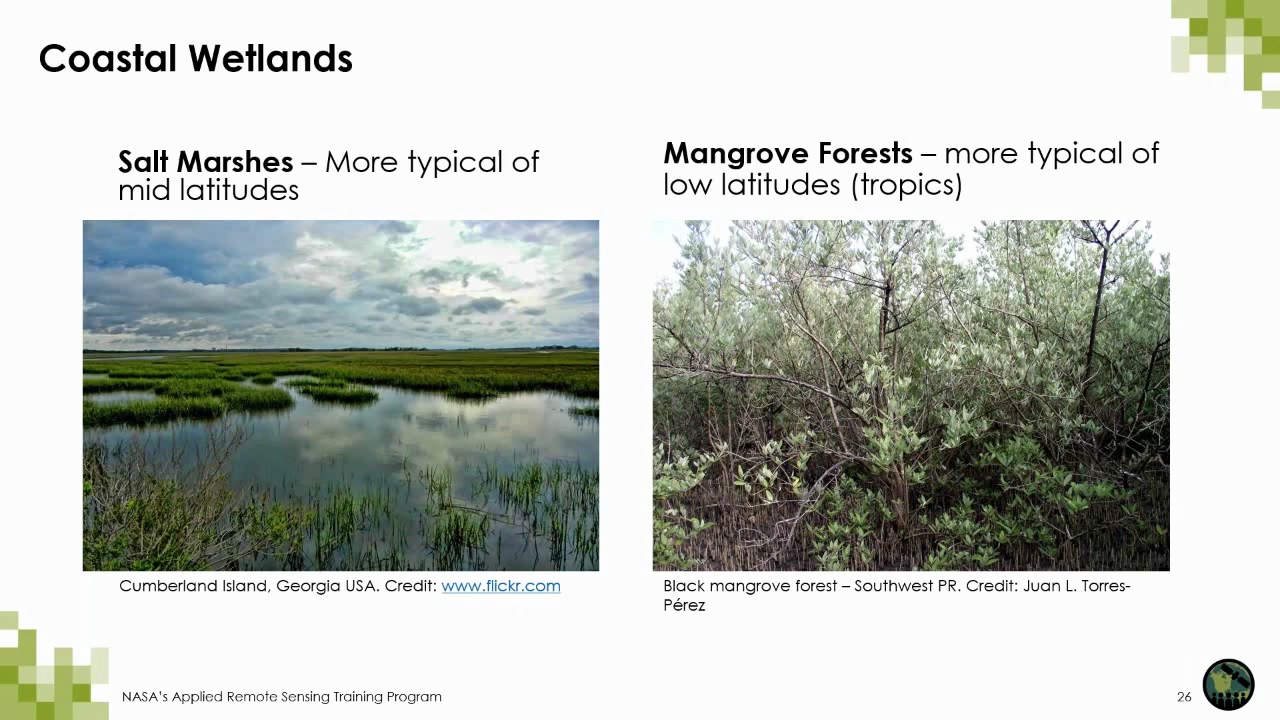 Coastal Wetlands
Salt Marshes – More typical of
mid latitudes
Mangrove Forests – more typical of
low latitudes (tropics)
Cumberland Island, Georgia USA. Credit: www.flickr.com
Black mangrove forest – Southwest PR. Credit: Juan L. Torres-
Pérez
NASA's Applied Remote Sensing Training Program
26